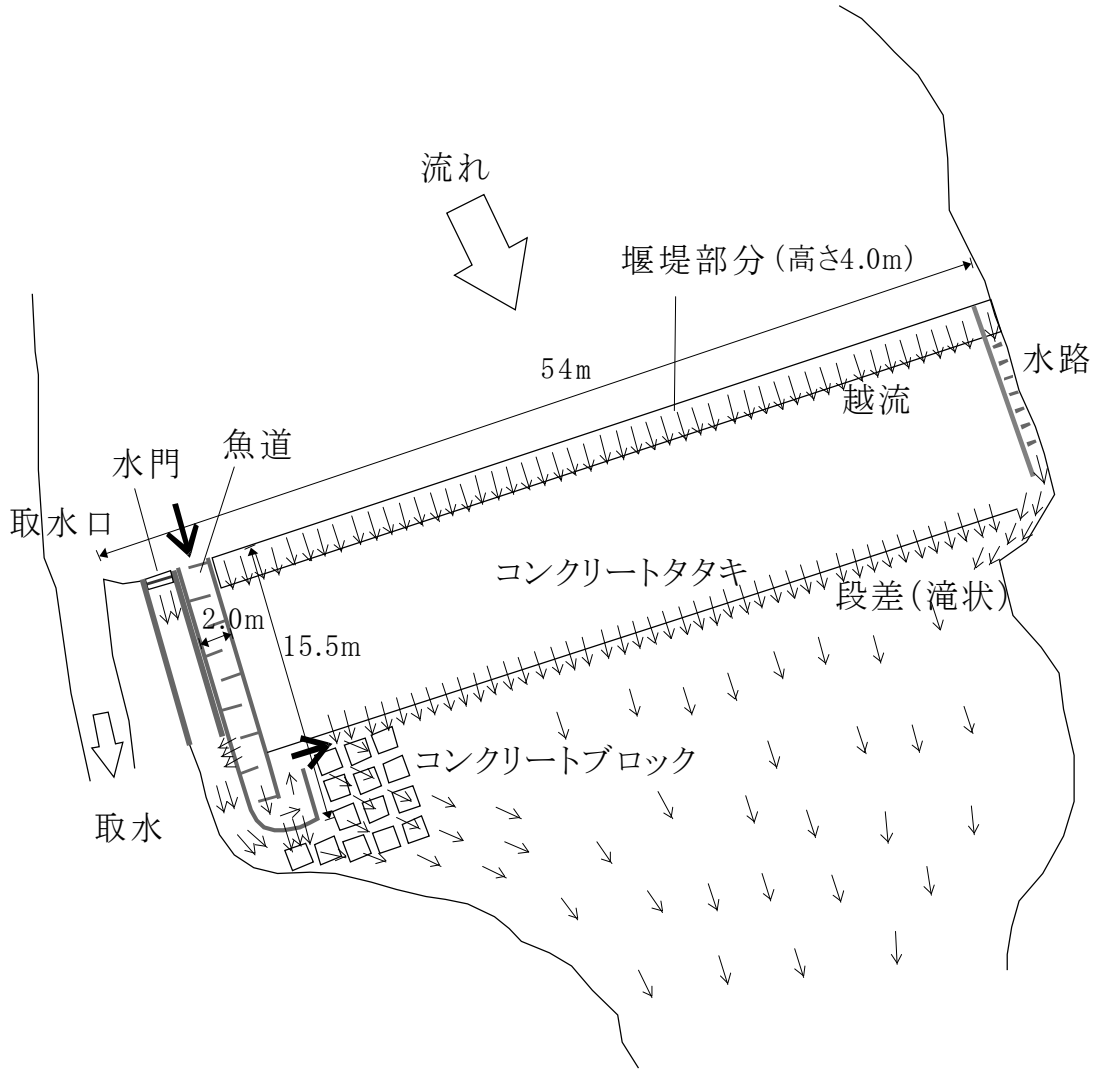 流れ
堰堤部分(高さ4.0m)
54m
水路
越流
魚道
水門
取水口
コンクリートタタキ
段差(滝状)
2.0m
15.5m
コンクリートブロック
取水